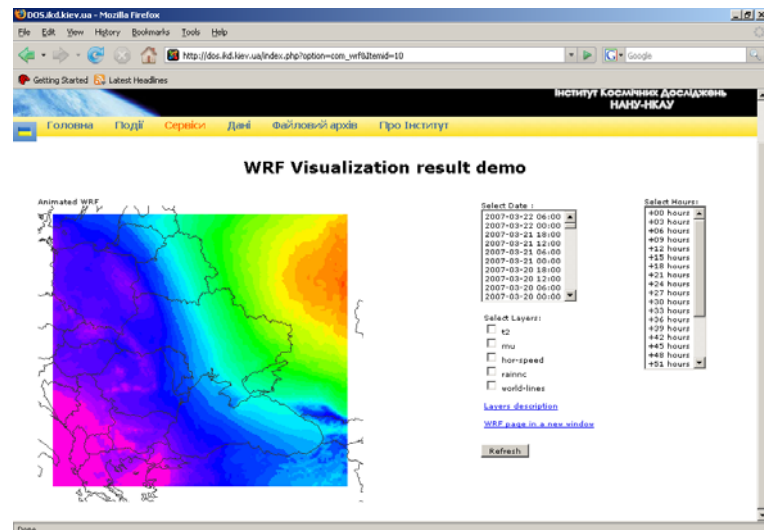 DOS.ikd.kiev.ua - Mozilla Firefox
File Edit View History Bookmarks Tools Help
http://dos.ikd.kiev.ua/index.php?option=com_wrf&Itemid=10
Google
Getting Started Latest Headlines
Інститут Космічних Досліджень
НАНУ-НКАУ
Головна Події Сервіси Дані Файловий архів Про Інститут
WRF Visualization result demo
Animated WRF
Select Date :
2007-03-22 06:00
2007-03-22 00:00
2007-03-21 18:00
2007-03-21 12:00
2007-03-21 06:00
2007-03-21 00:00
2007-03-20 18:00
2007-03-20 12:00
2007-03-20 06:00
2007-03-20 00:00
Select Hours:
+00 hours
+03 hours
+06 hours
+09 hours
+12 hours
+15 hours
+18 hours
+21 hours
+24 hours
+27 hours
+30 hours
+33 hours
+36 hours
+39 hours
+42 hours
+45 hours
+48 hours
+51 hours
Select Layers:
t2
mu
hor-speed
rainnc
world-lines
Layers description
WRF page in a new window
Refresh
Done